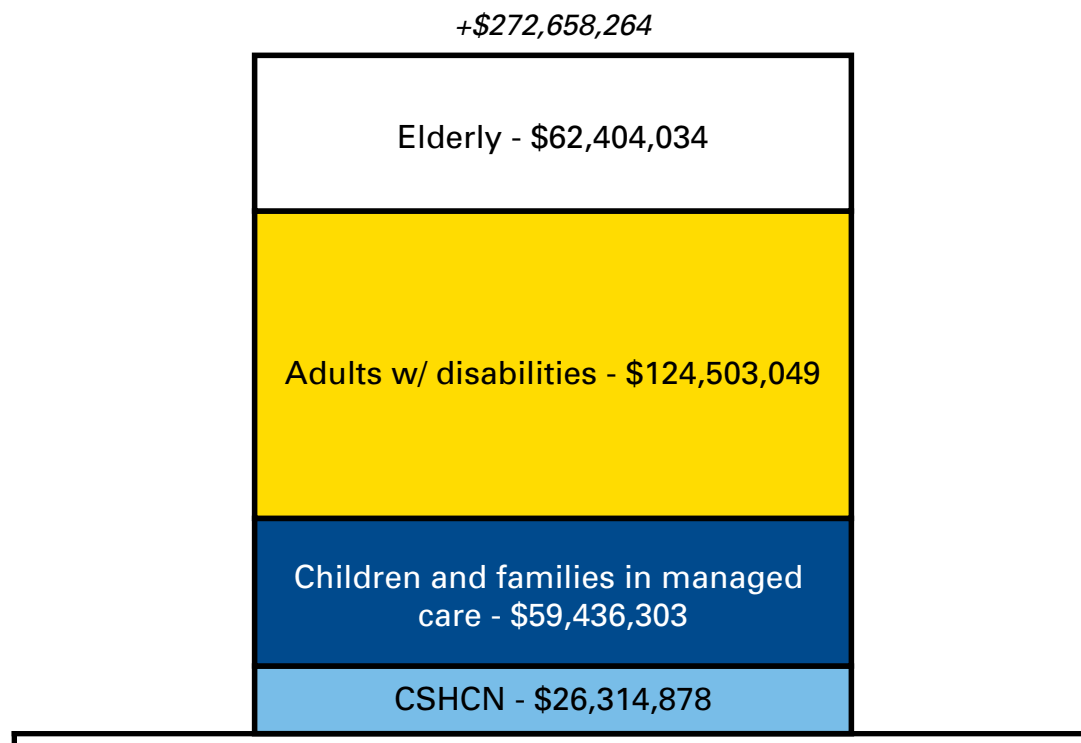 +$272,658,264
Elderly - $62,404,034
Adults w/ disabilities - $124,503,049
Children and families in managed
care - $59,436,303
CSHCN - $26,314,878